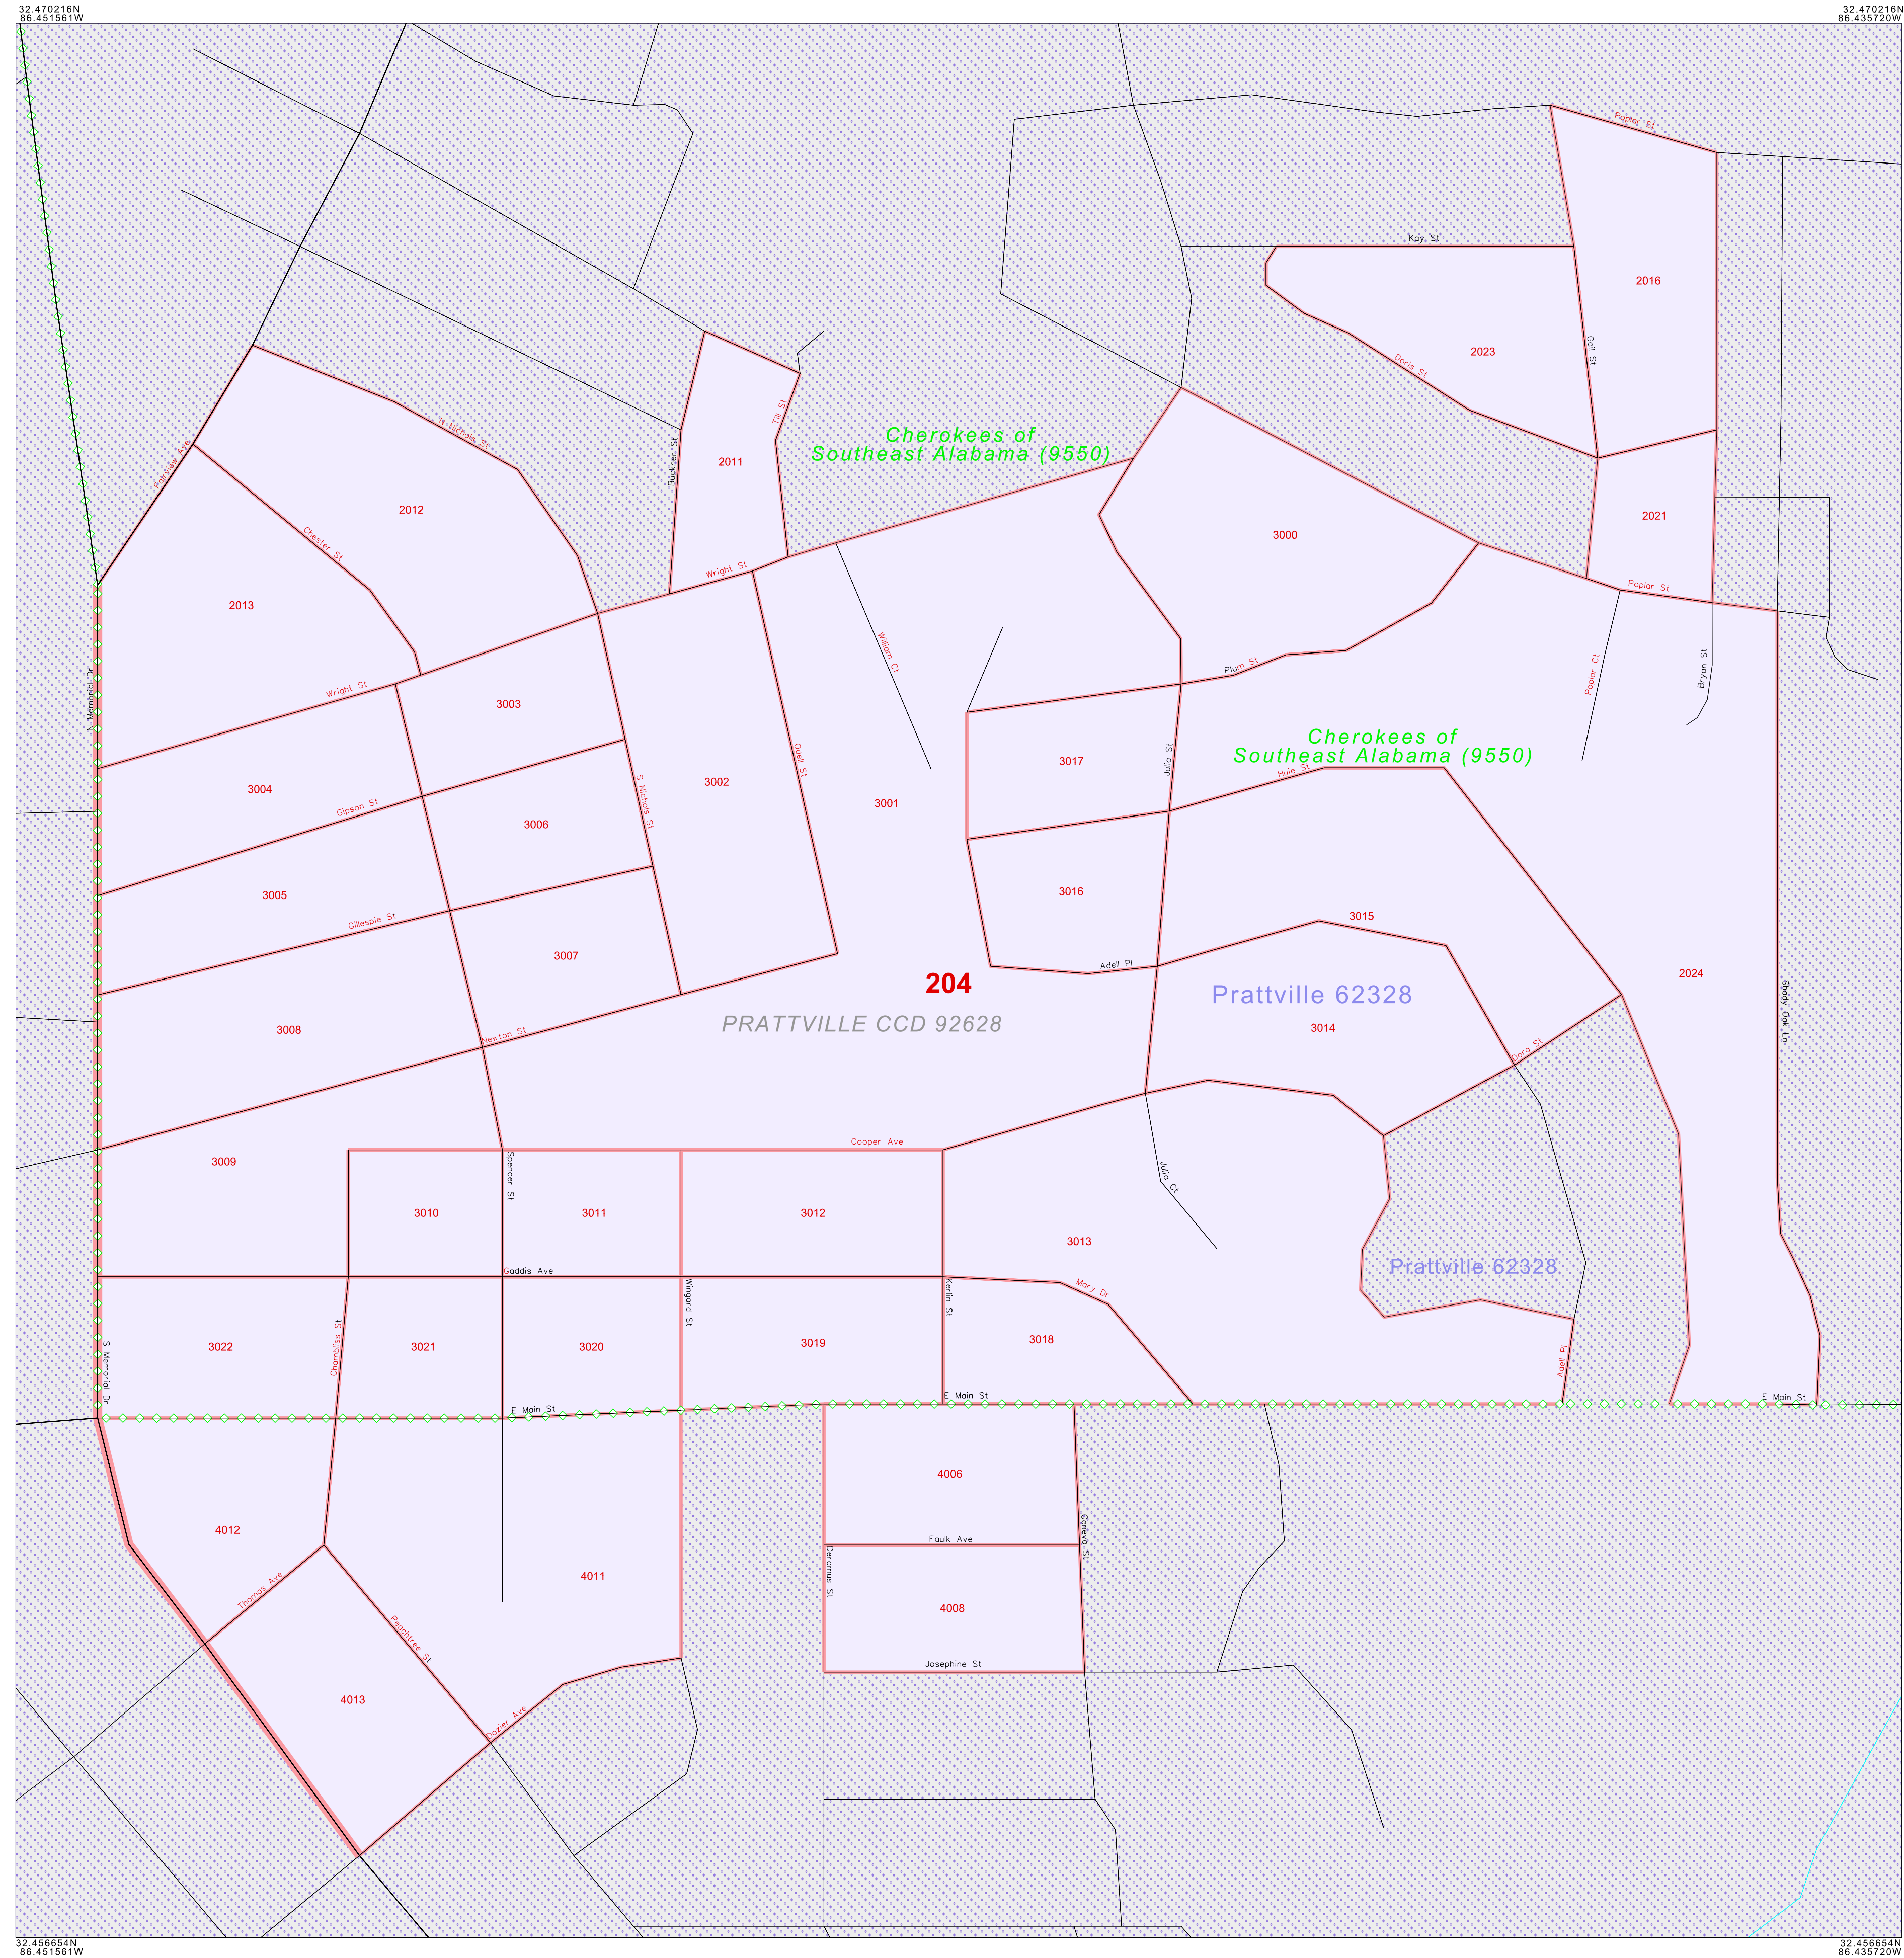 32.470216N
86.451561W
32.470216N
86.435720W
Poplar St
Kay St
2016
Gail St
2023
Doris St
Till St
N Nichols St
Fairview Ave
Cherokees of
Southeast Alabama (9550)
Buckner St
2011
2012
2021
3000
Chester St
Wright St
Poplar St
2013
William Ct
Poplar Ct
Bryan St
Plum St
N Memorial Dr
Wright St
3003
Cherokees of
Southeast Alabama (9550)
Odell St
Julia St
3017
Huie St
3004
3002
S Nichols St
3001
Gipson St
3006
3005
3016
3015
Gillespie St
3007
Adell Pl
2024
204
Prattville 62328
Shady Oak Ln
PRATTVILLE CCD 92628
3008
Newton St
3014
Dora St
Cooper Ave
3009
Spencer St
Julia Ct
3010
3011
3012
3013
Gaddis Ave
Prattville 62328
Wingard St
Kerlin St
Mary Dr
3022
Chambliss St
3021
3020
3019
3018
Adell Pl
S Memorial Dr
E Main St
E Main St
E Main St
4006
4012
Geneva St
Faulk Ave
Deramus St
Thomas Ave
4011
4008
Peachtree St
Josephine St
4013
Dozier Ave
32.456654N
86.451561W
32.456654N
86.435720W